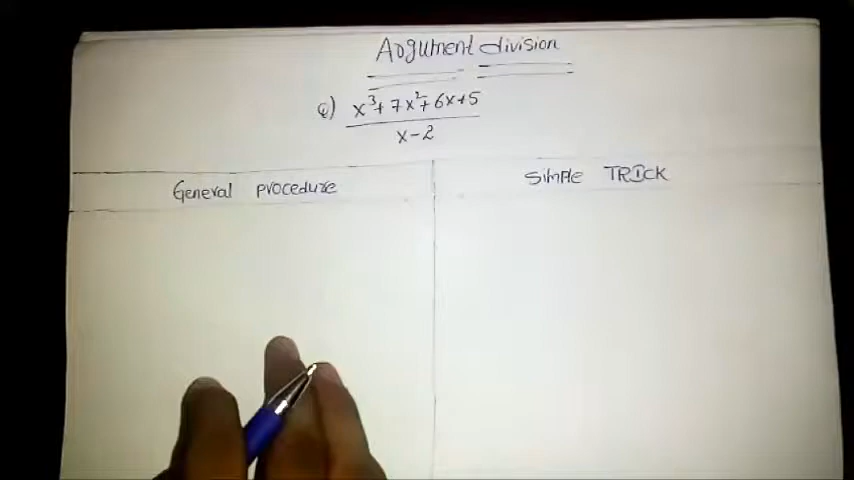 Argument division
Q) x³+7x²+6x+5
x-2
General procedure
Simple TRICK